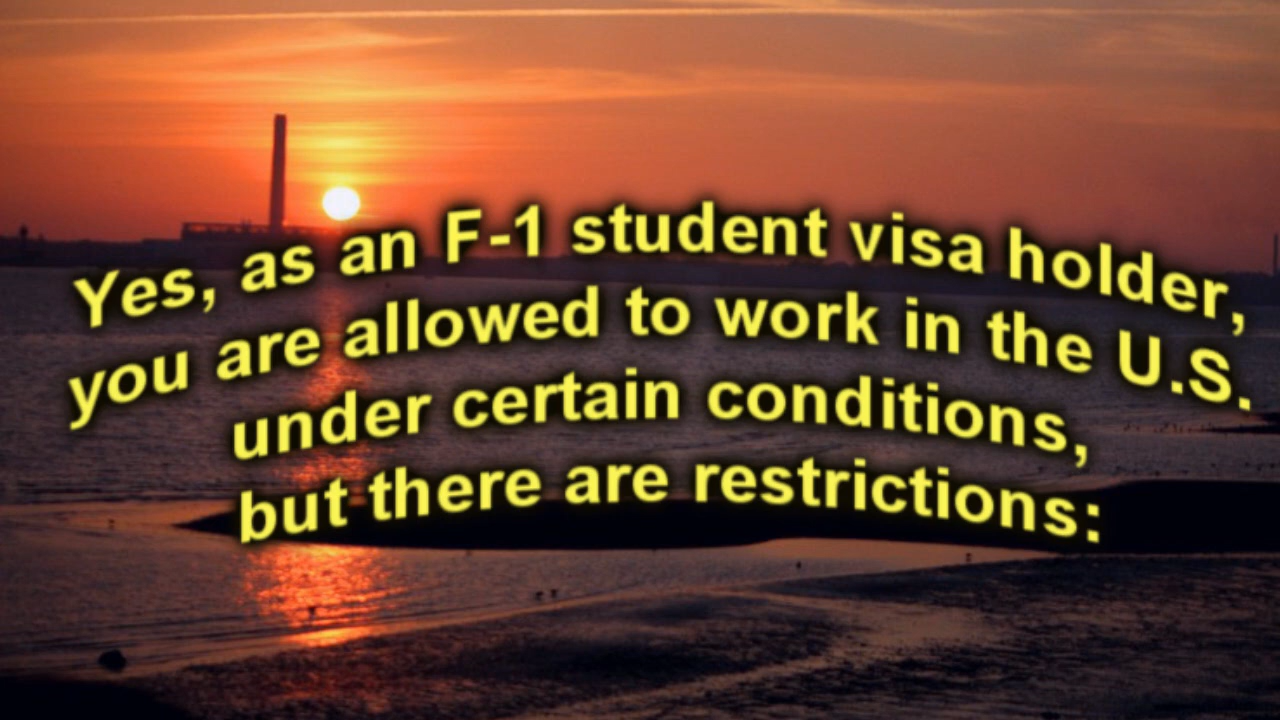 Yes, as an F-1 student visa holder,
you are allowed to work in the U.S.
under certain conditions,
but there are restrictions: